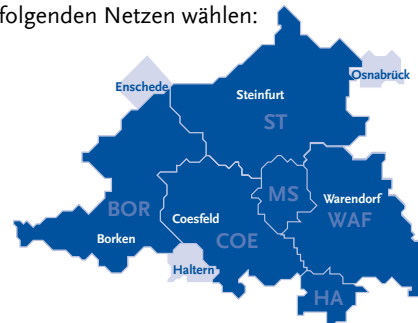 folgenden Netzen wählen:
Osnabrück
Enschede
Steinfurt
ST
MS
Warendorf
WAF
BOR
Coesfeld
COE
Borken
Haltern
HA